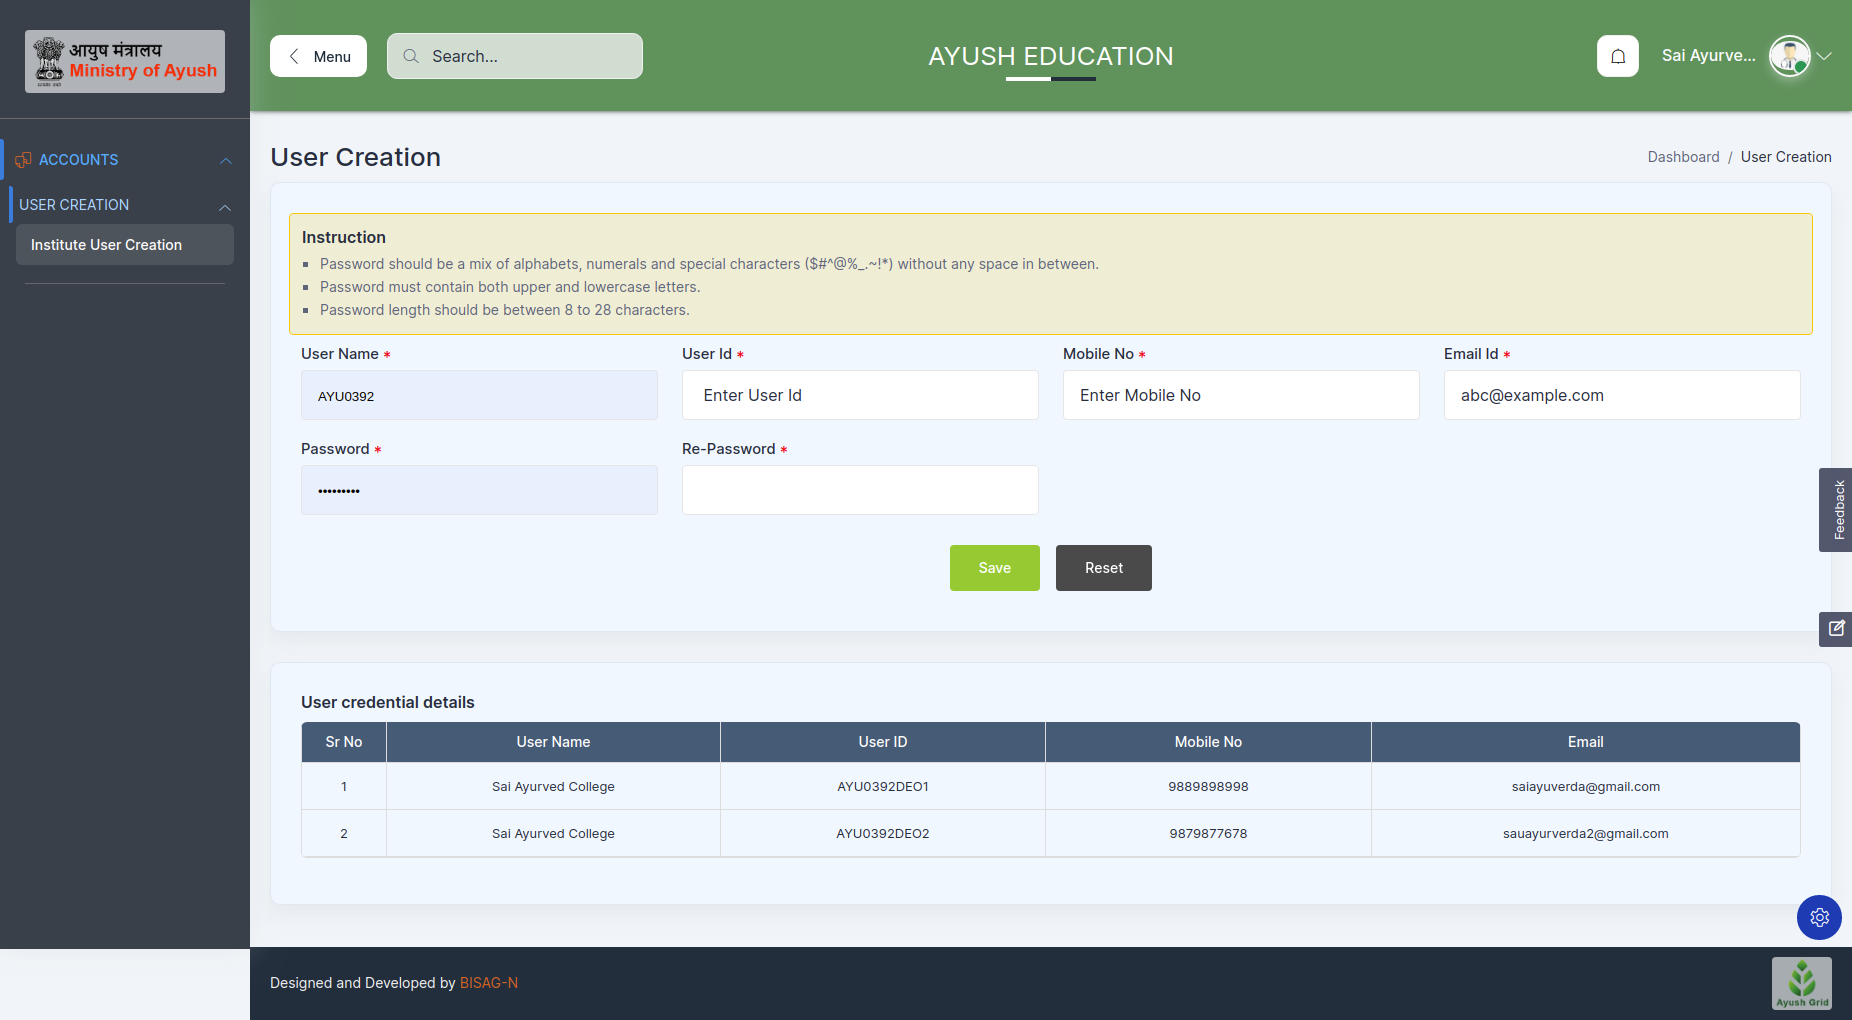 आयुष मंत्रालय
Ministry of Ayush
Menu
Search...
AYUSH EDUCATION
Sai Ayurve...
ACCOUNTS
USER CREATION
Institute User Creation
User Creation
Dashboard / User Creation
Instruction
Password should be a mix of alphabets, numerals and special characters ($#^@%_.~!*) without any space in between.
Password must contain both upper and lowercase letters.
Password length should be between 8 to 28 characters.
User Name * User Id * Mobile No * Email Id *
AYU0392 Enter User Id Enter Mobile No abc@example.com
Password * Re-Password *
•••••••••
Save Reset
Feedback
User credential details
Sr No User Name User ID Mobile No Email
1 Sai Ayurved College AYU0392DEO1 9889898998 saiayuverda@gmail.com
2 Sai Ayurved College AYU0392DEO2 9879877678 sauayurverda2@gmail.com
Designed and Developed by BISAG-N
Ayush Grid